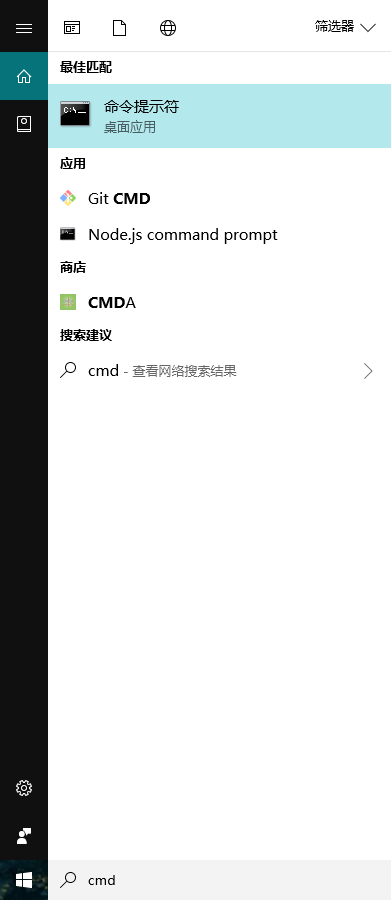 筛选器
最佳匹配
命令提示符
桌面应用
应用
Git CMD
Node.js command prompt
商店
CMDA
搜索建议
cmd - 查看网络搜索结果
cmd